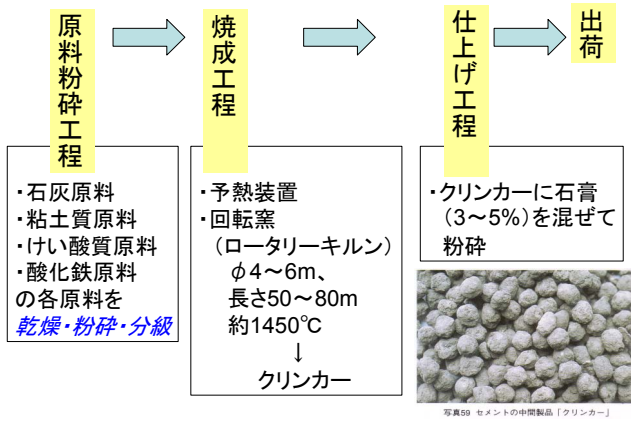 原料粉砕工程
焼成工程
仕上げ工程
出荷
・石灰原料
・粘土質原料
・けい酸質原料
・酸化鉄原料
の各原料を
乾燥・粉砕・分級
・予熱装置
・回転窯
（ロータリーキルン）
φ4～6m、
長さ50～80m
約1450℃
↓
クリンカー
・クリンカーに石膏
（3～5%）を混ぜて
粉砕
写真59 セメントの中間製品「クリンカー」